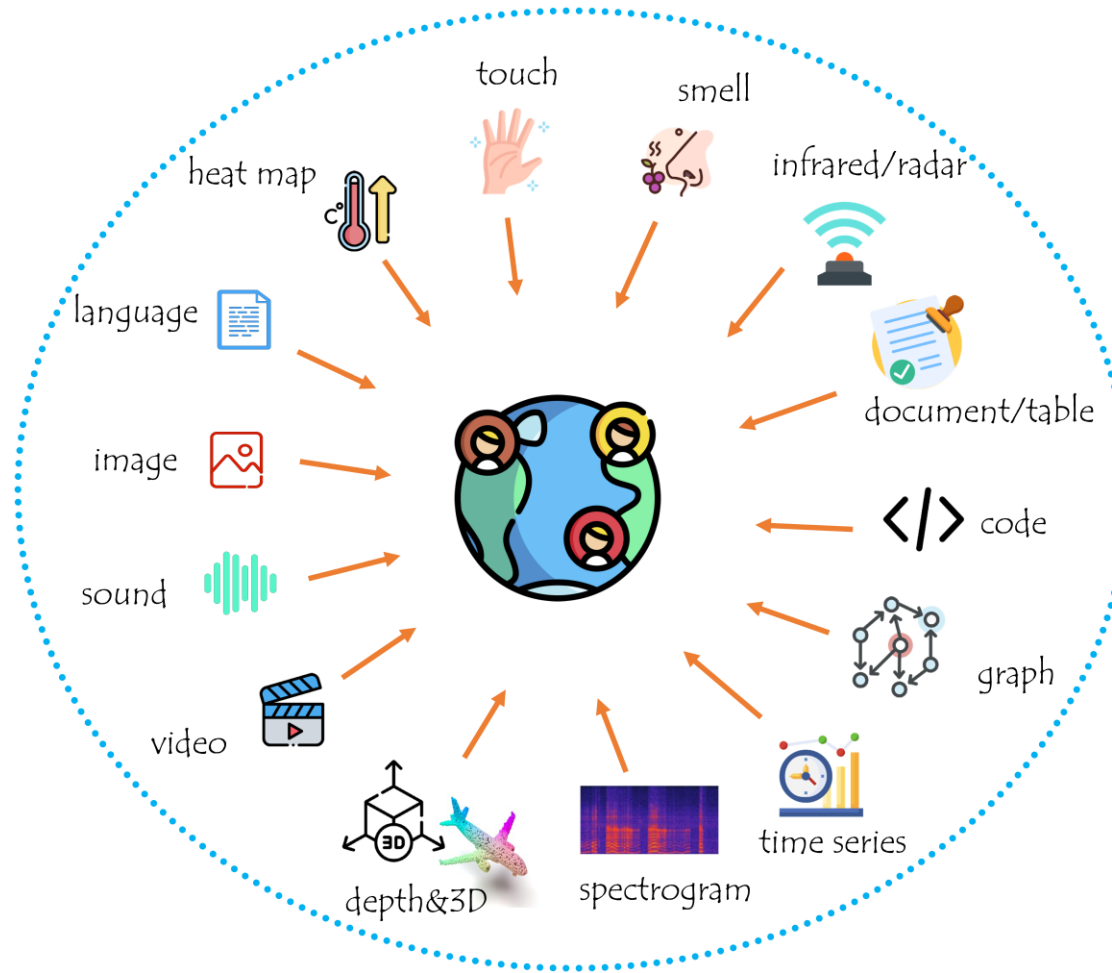 touch
smell
heat map
infrared/radar
C°
language
document/table
image
code
sound
graph
video
3D
time series
depth&3D
spectrogram